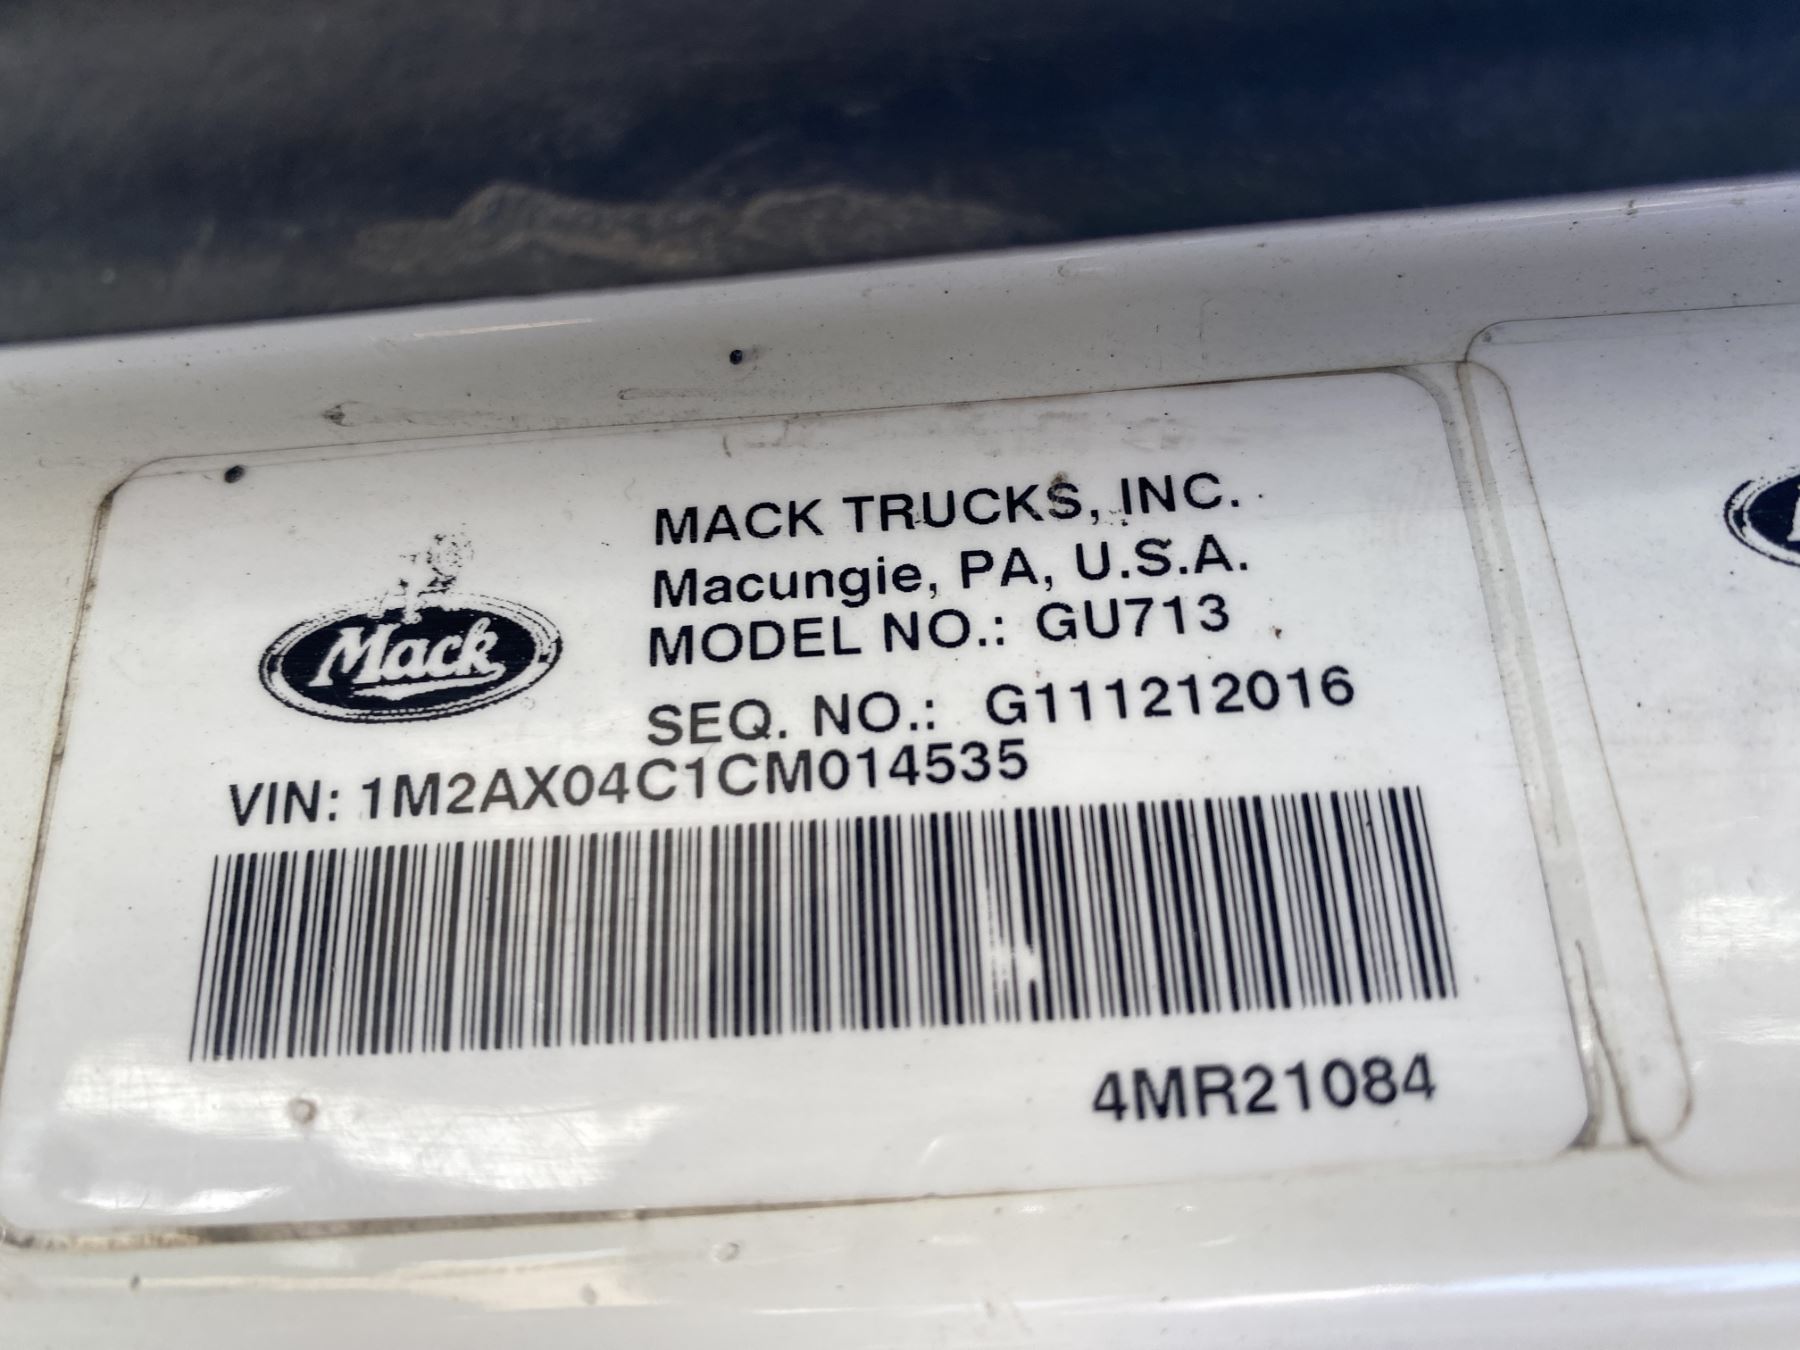 MACK TRUCKS, INC.
Macungie, PA, U.S.A.
MODEL NO.: GU713
SEQ. NO.: G111212016
Mack
VIN: 1M2AX04C1CM014535
4MR21084